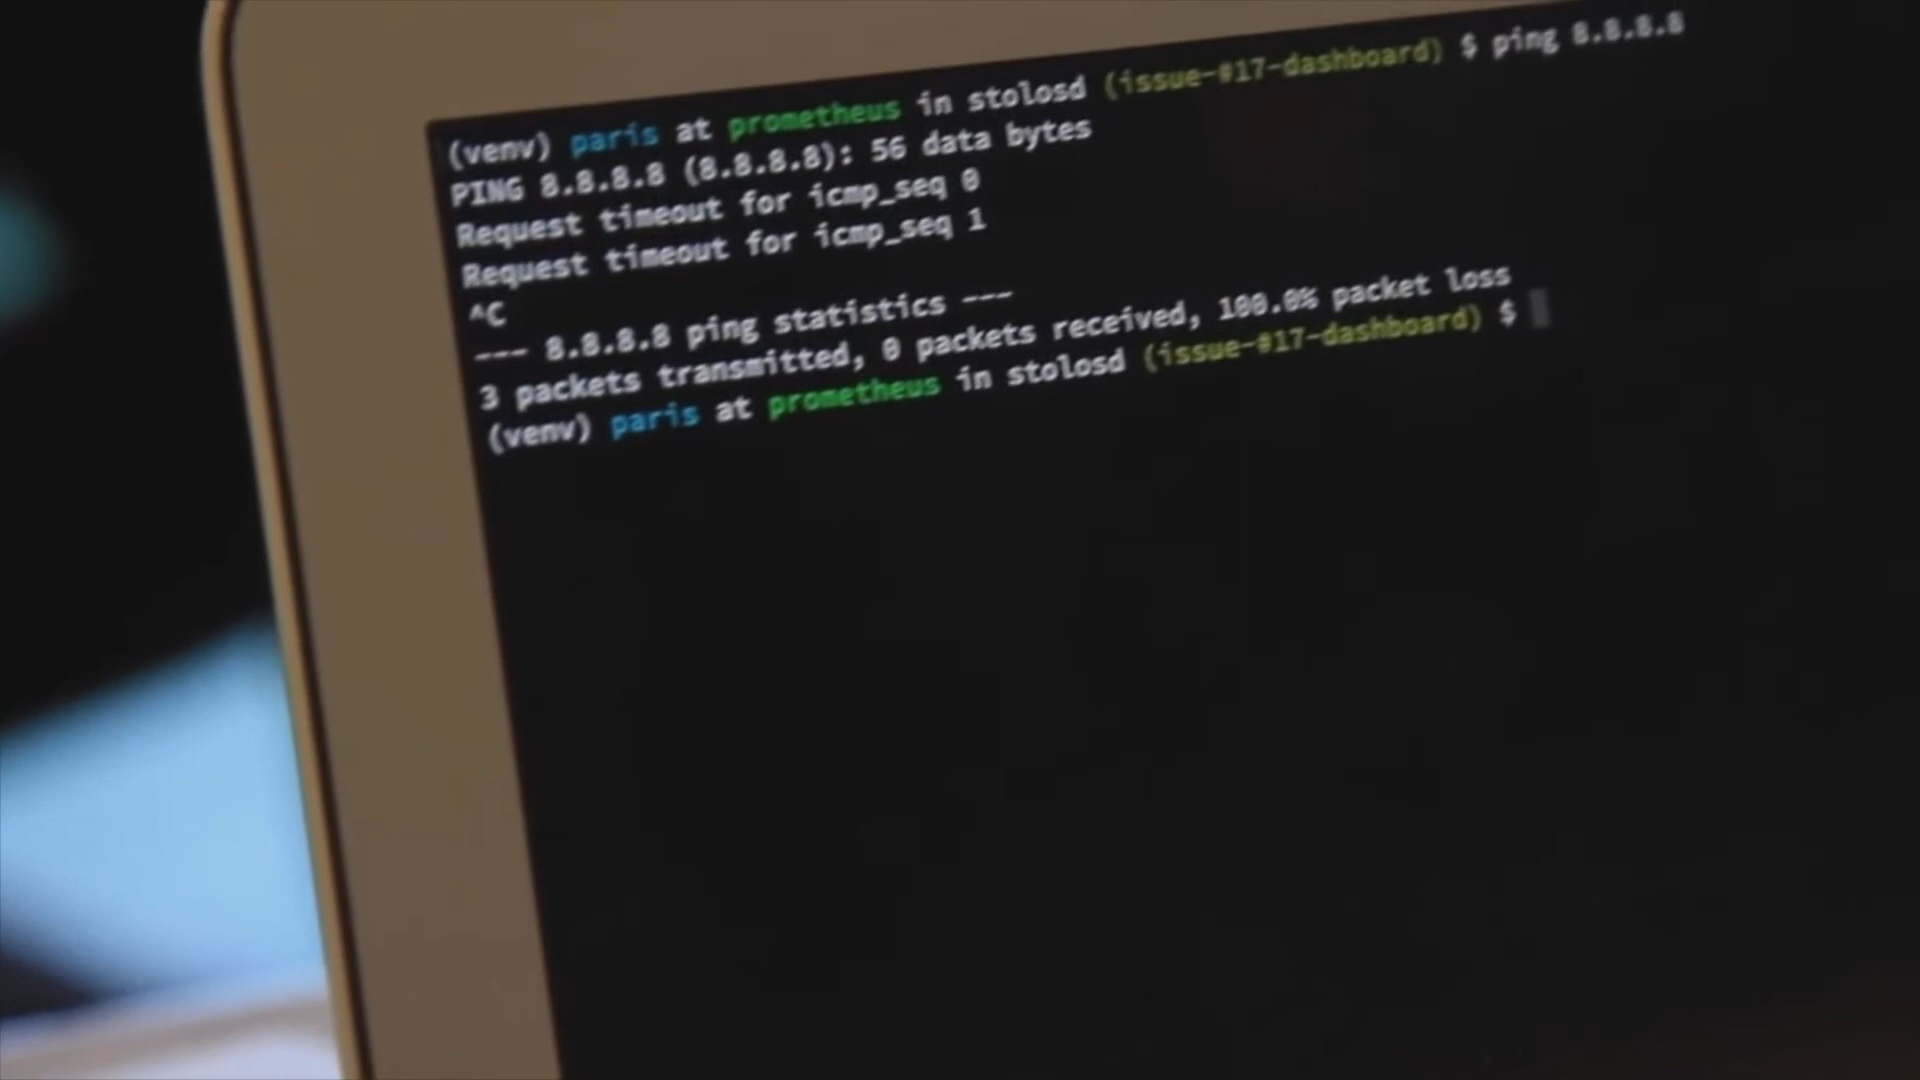 (venv) paris at prometheus in stolosd (issue-#17-dashboard) $ ping 8.8.8.8
PING 8.8.8.8 (8.8.8.8): 56 data bytes
Request timeout for icmp_seq 0
Request timeout for icmp_seq 1
^C
--- 8.8.8.8 ping statistics ---
3 packets transmitted, 0 packets received, 100.0% packet loss
(venv) paris at prometheus in stolosd (issue-#17-dashboard) $